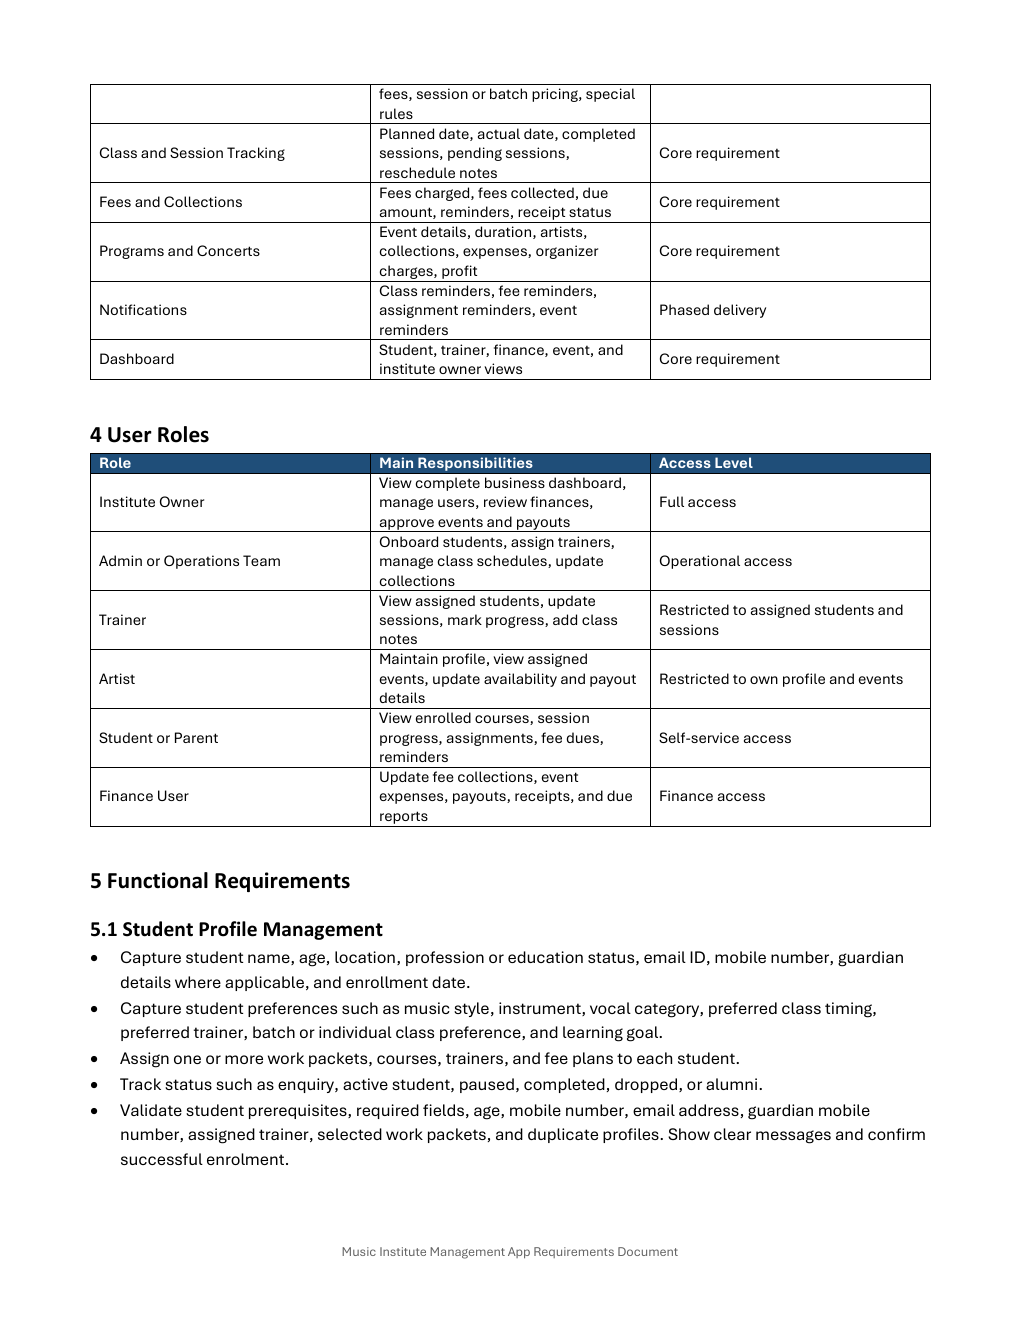 fees, session or batch pricing, special
rules
Class and Session Tracking
Planned date, actual date, completed
sessions, pending sessions,
reschedule notes
Core requirement
Fees and Collections
Fees charged, fees collected, due
amount, reminders, receipt status
Core requirement
Programs and Concerts
Event details, duration, artists,
collections, expenses, organizer
charges, profit
Core requirement
Notifications
Class reminders, fee reminders,
assignment reminders, event
reminders
Phased delivery
Dashboard
Student, trainer, finance, event, and
institute owner views
Core requirement
4 User Roles
Role
Main Responsibilities
Access Level
Institute Owner
View complete business dashboard,
manage users, review finances,
approve events and payouts
Full access
Admin or Operations Team
Onboard students, assign trainers,
manage class schedules, update
collections
Operational access
Trainer
View assigned students, update
sessions, mark progress, add class
notes
Restricted to assigned students and
sessions
Artist
Maintain profile, view assigned
events, update availability and payout
details
Restricted to own profile and events
Student or Parent
View enrolled courses, session
progress, assignments, fee dues,
reminders
Self-service access
Finance User
Update fee collections, event
expenses, payouts, receipts, and due
reports
Finance access
5 Functional Requirements
5.1 Student Profile Management
• Capture student name, age, location, profession or education status, email ID, mobile number, guardian
details where applicable, and enrollment date.
• Capture student preferences such as music style, instrument, vocal category, preferred class timing,
preferred trainer, batch or individual class preference, and learning goal.
• Assign one or more work packets, courses, trainers, and fee plans to each student.
• Track status such as enquiry, active student, paused, completed, dropped, or alumni.
• Validate student prerequisites, required fields, age, mobile number, email address, guardian mobile
number, assigned trainer, selected work packets, and duplicate profiles. Show clear messages and confirm
successful enrolment.
Music Institute Management App Requirements Document